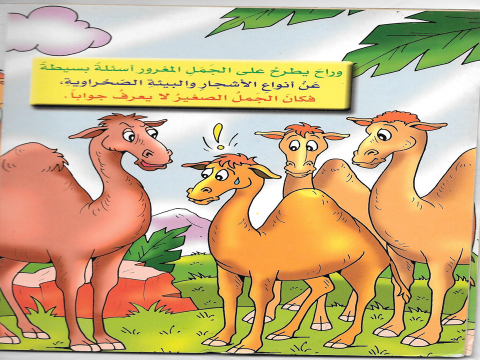 وراحَ يطرحُ على الجَمَلِ المغرورِ أسئلةً بسيطةً
عَنْ أنواعِ الأشجارِ والبيئةِ الصّحراويةِ،
فكانَ الجملُ الصغيرُ لا يعرفُ جواباً.
!